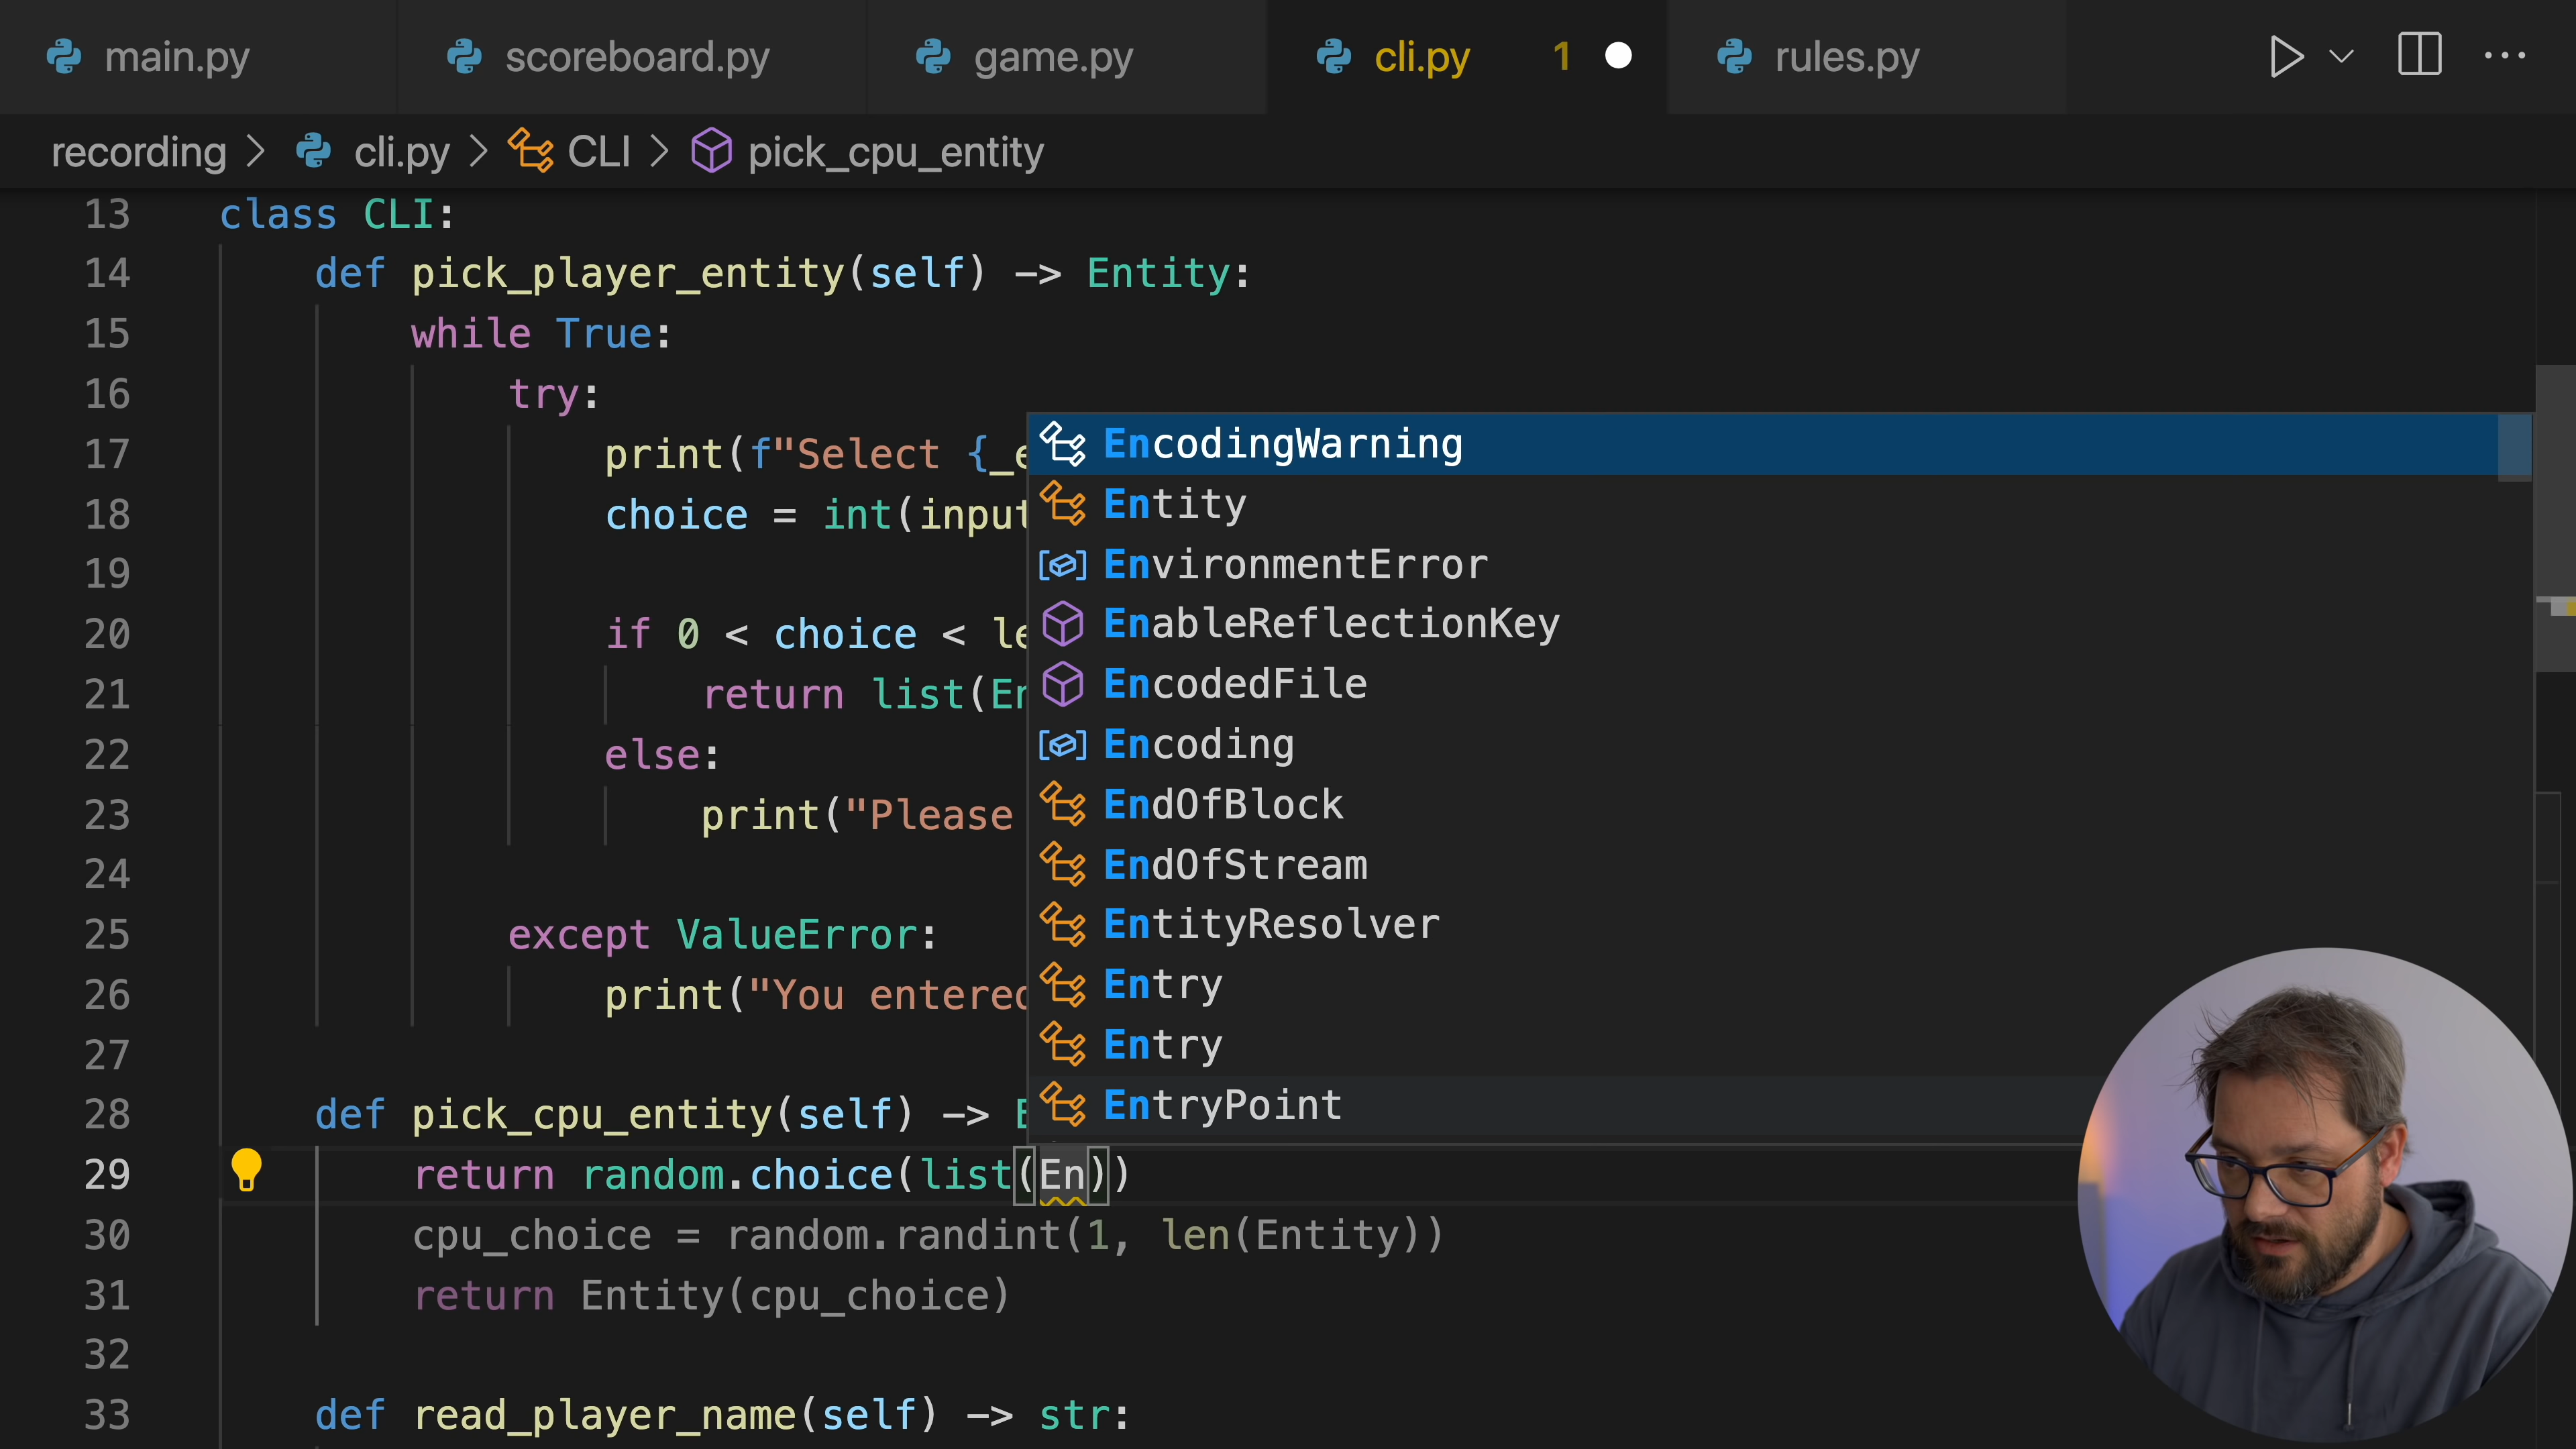 main.py scoreboard.py game.py cli.py 1 rules.py
recording > cli.py > CLI > pick_cpu_entity
13 class CLI:
14 def pick_player_entity(self) -> Entity:
15 while True:
16 try:
17 print(f"Select {_e
18 choice = int(input
19
20 if 0 < choice < le
21 return list(En
22 else:
23 print("Please
24
25 except ValueError:
26 print("You entered
27
28 def pick_cpu_entity(self) -> E
29 return random.choice(list(En))
30 cpu_choice = random.randint(1, len(Entity))
31 return Entity(cpu_choice)
32
33 def read_player_name(self) -> str:
EncodingWarning
Entity
EnvironmentError
EnableReflectionKey
EncodedFile
Encoding
EndOfBlock
EndOfStream
EntityResolver
Entry
Entry
EntryPoint